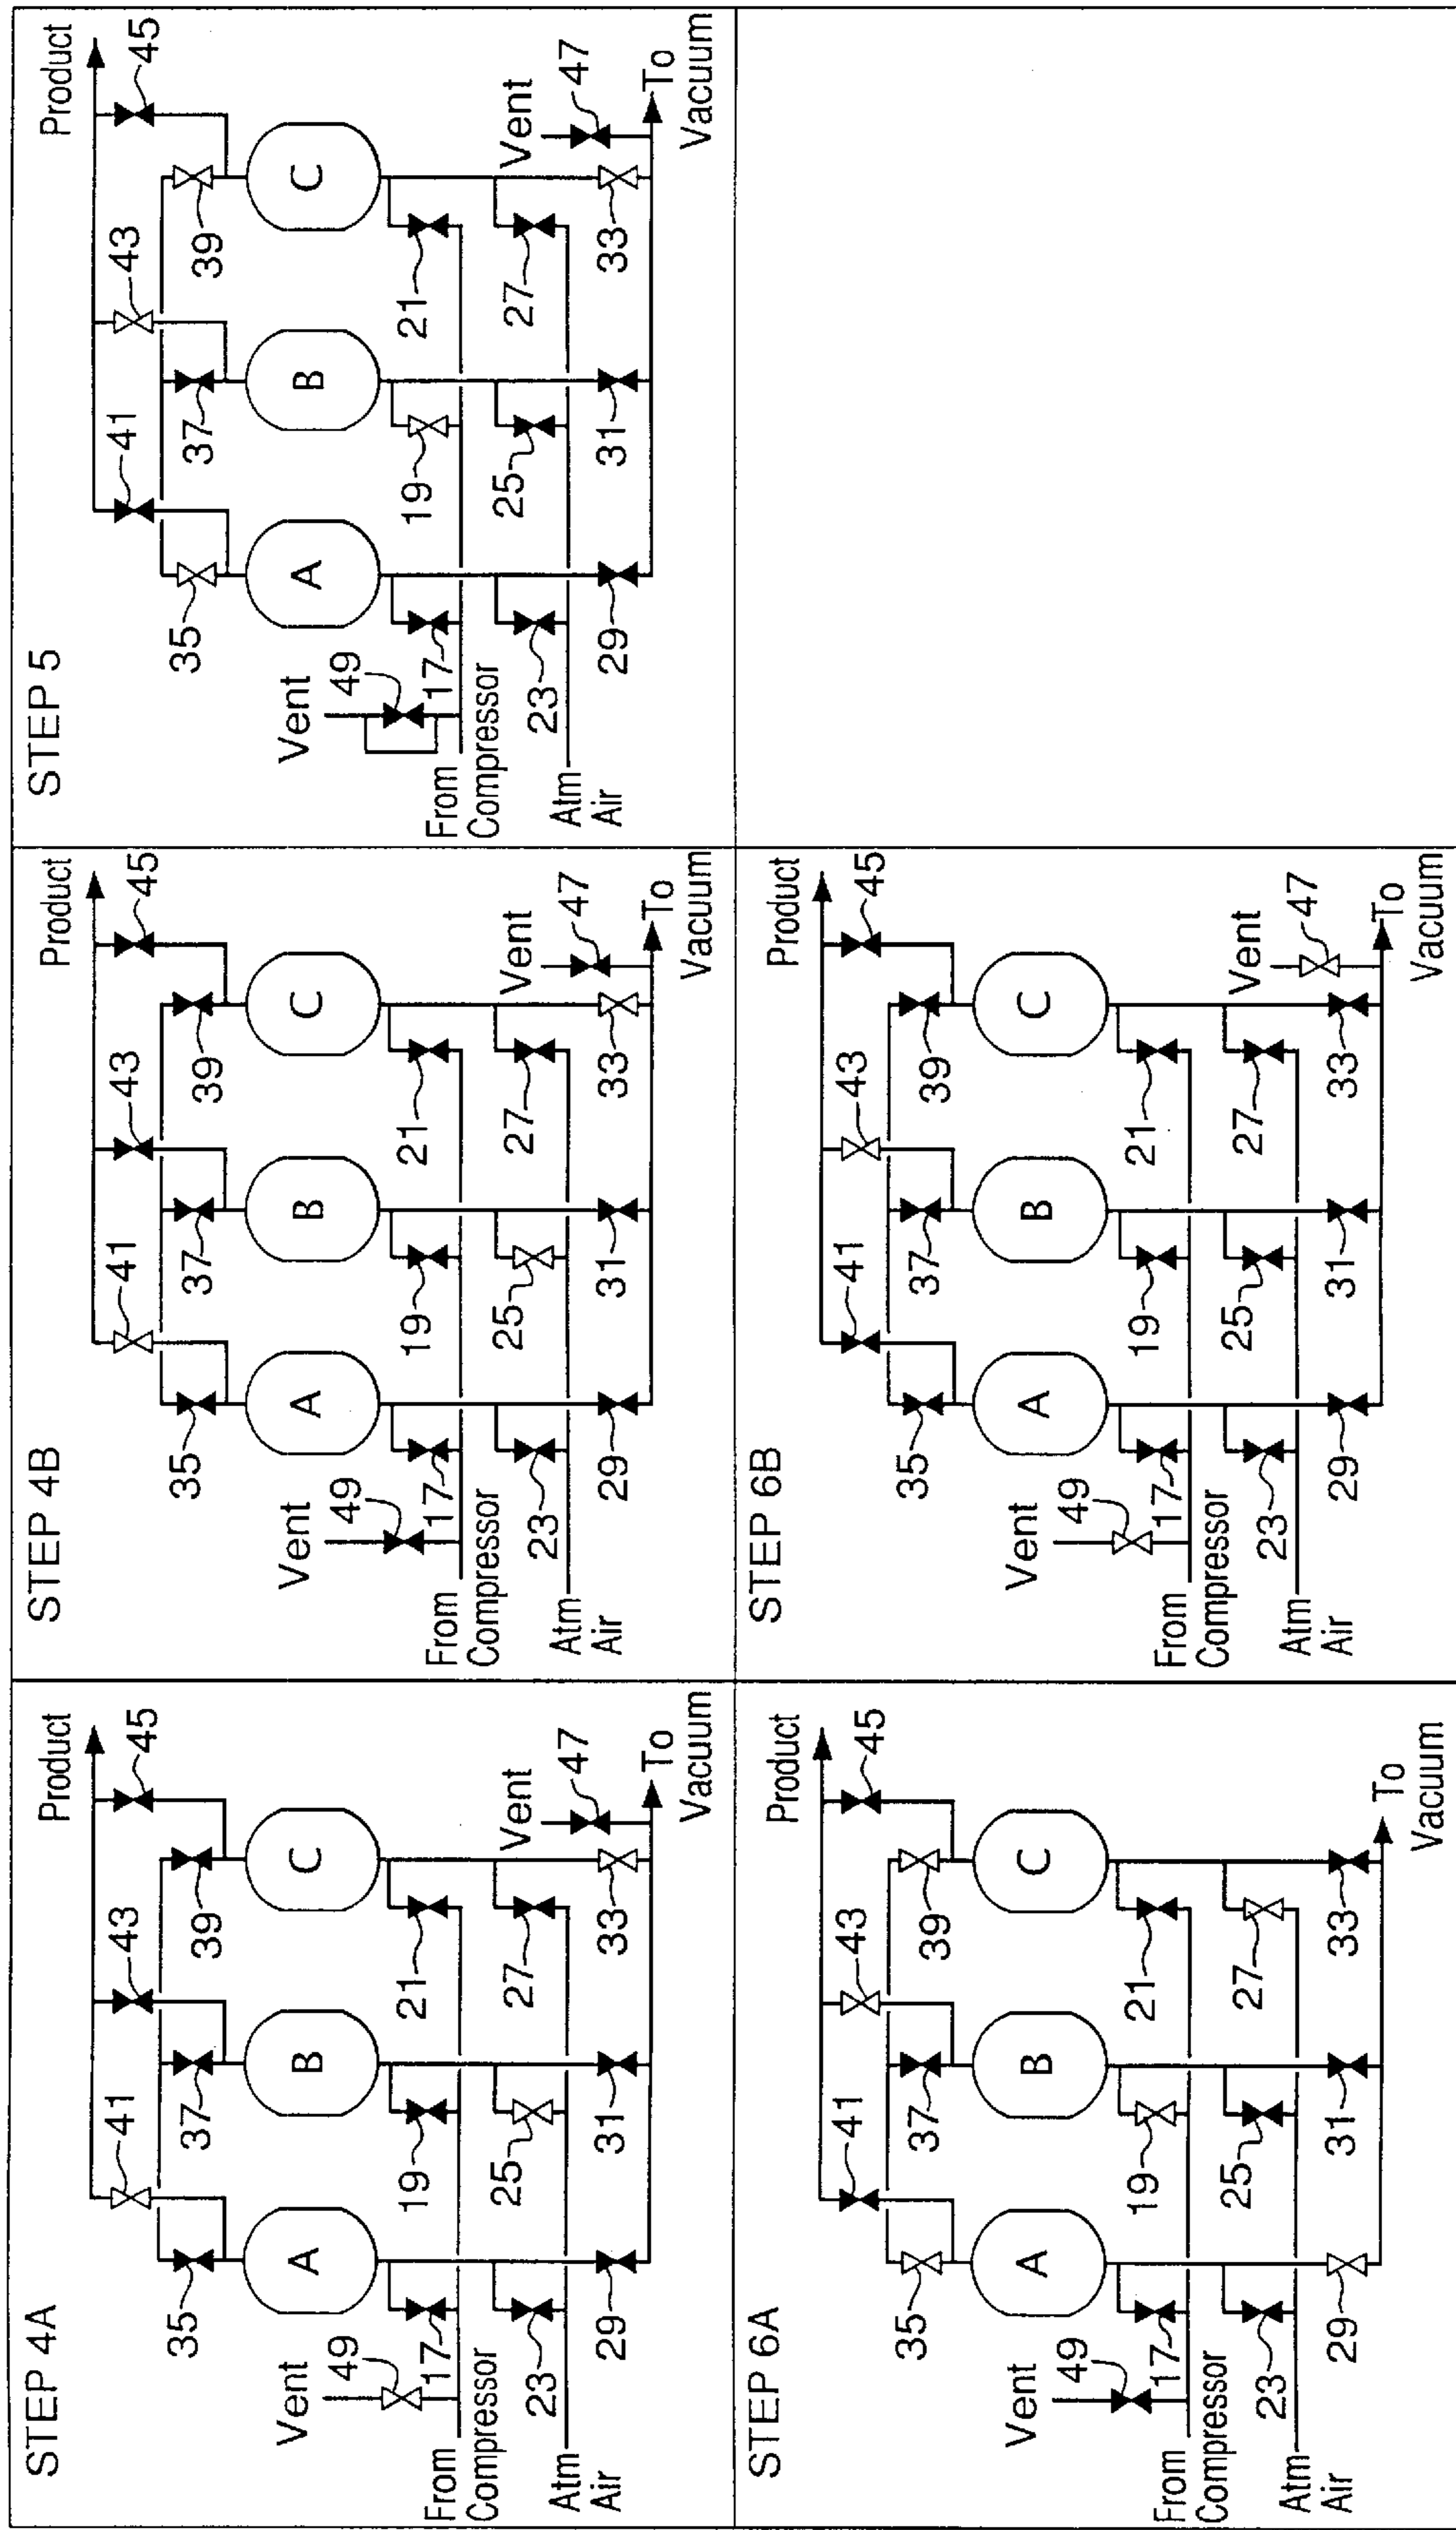 STEP 4A
Product
45
43
41
39
37
35
C
B
A
Vent
49
17
19
21
From
Compressor
Vent
47
23
25
27
Atm
Air
29
31
33
To
Vacuum
STEP 4B
Product
45
43
41
39
37
35
C
B
A
Vent
49
17
19
21
From
Compressor
Vent
47
23
25
27
Atm
Air
29
31
33
To
Vacuum
STEP 5
Product
45
43
41
39
37
35
C
B
A
Vent
49
17
19
21
From
Compressor
Vent
47
23
25
27
Atm
Air
29
31
33
To
Vacuum
STEP 6A
Product
45
43
41
39
37
35
C
B
A
Vent
49
17
19
21
From
Compressor
23
25
27
Atm
Air
29
31
33
To
Vacuum
STEP 6B
Product
45
43
41
39
37
35
C
B
A
Vent
49
17
19
21
From
Compressor
Vent
47
23
25
27
Atm
Air
29
31
33
To
Vacuum